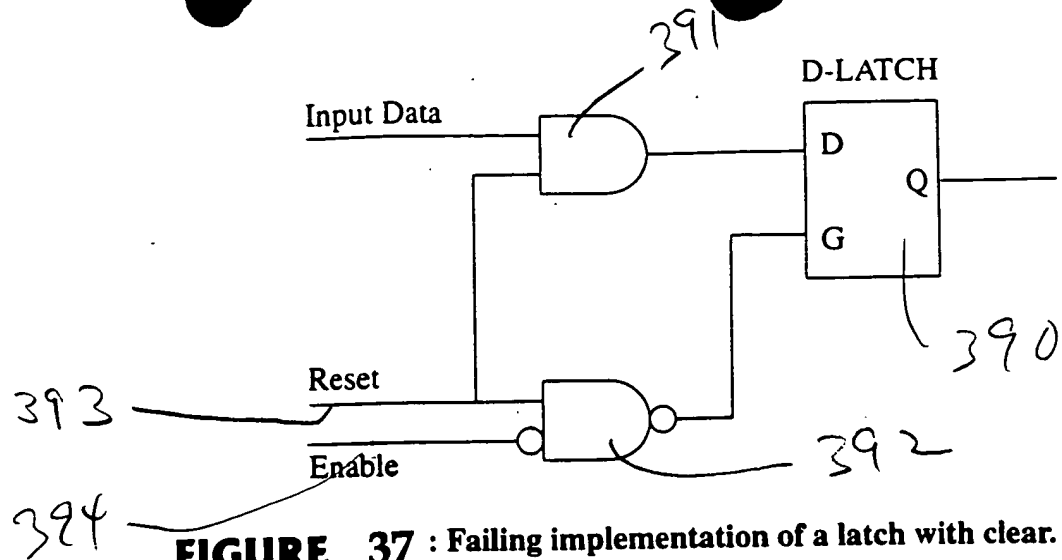 391
D-LATCH
Input Data
D
Q
G
390
Reset
393
Enable
392
394
FIGURE 37 : Failing implementation of a latch with clear.